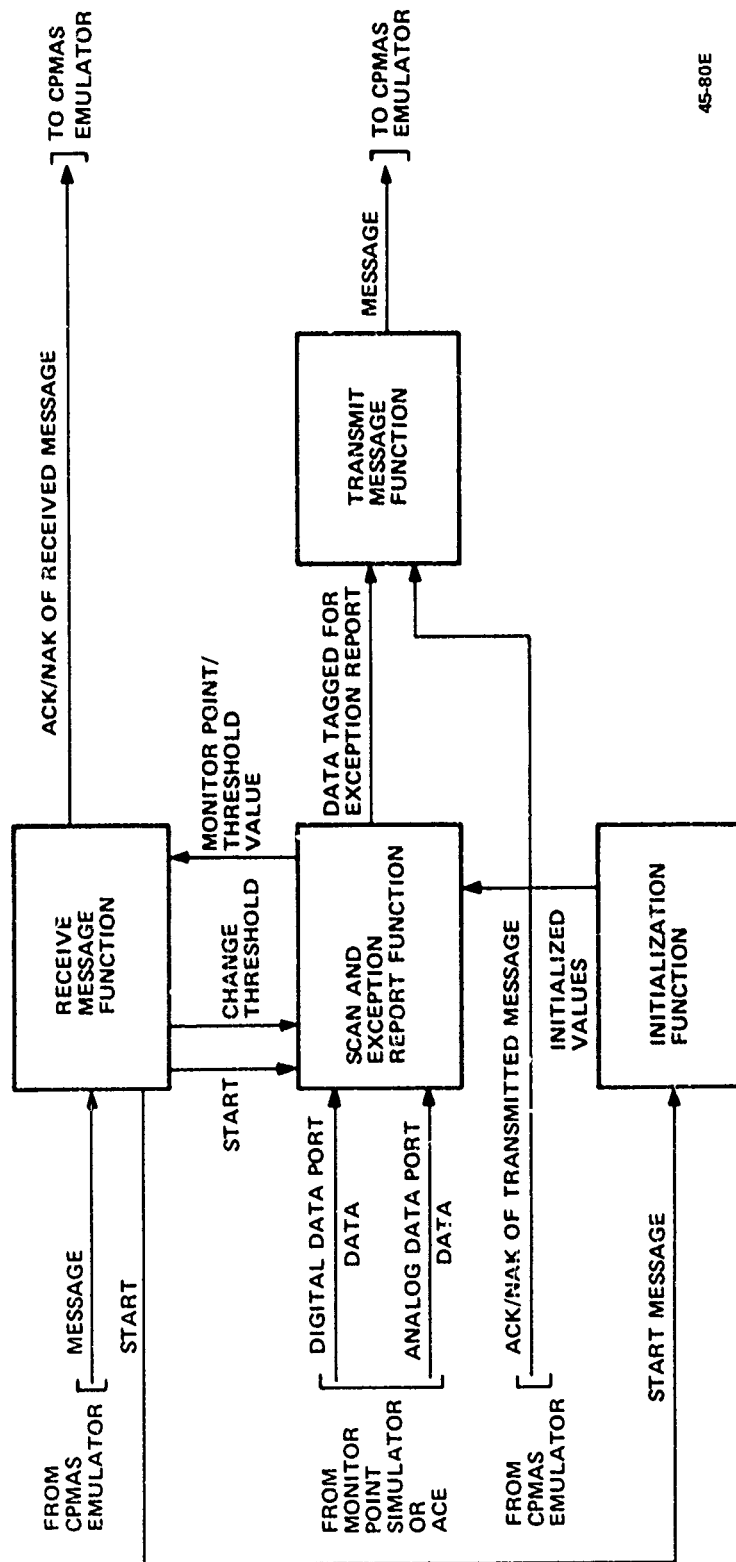 FROM
CPMAS
EMULATOR
MESSAGE
START
RECEIVE
MESSAGE
FUNCTION
ACK/NAK OF RECEIVED MESSAGE
TO CPMAS
EMULATOR
START
CHANGE
THRESHOLD
MONITOR POINT/
THRESHOLD
VALUE
FROM
MONITOR
POINT
SIMULATOR
OR
ACE
DIGITAL DATA PORT
DATA
ANALOG DATA PORT
DATA
SCAN AND
EXCEPTION
REPORT FUNCTION
DATA TAGGED FOR
EXCEPTION REPORT
TRANSMIT
MESSAGE
FUNCTION
MESSAGE
TO CPMAS
EMULATOR
FROM
CPMAS
EMULATOR
ACK/NAK OF TRANSMITTED MESSAGE
INITIALIZED
VALUES
START MESSAGE
INITIALIZATION
FUNCTION
45-80E